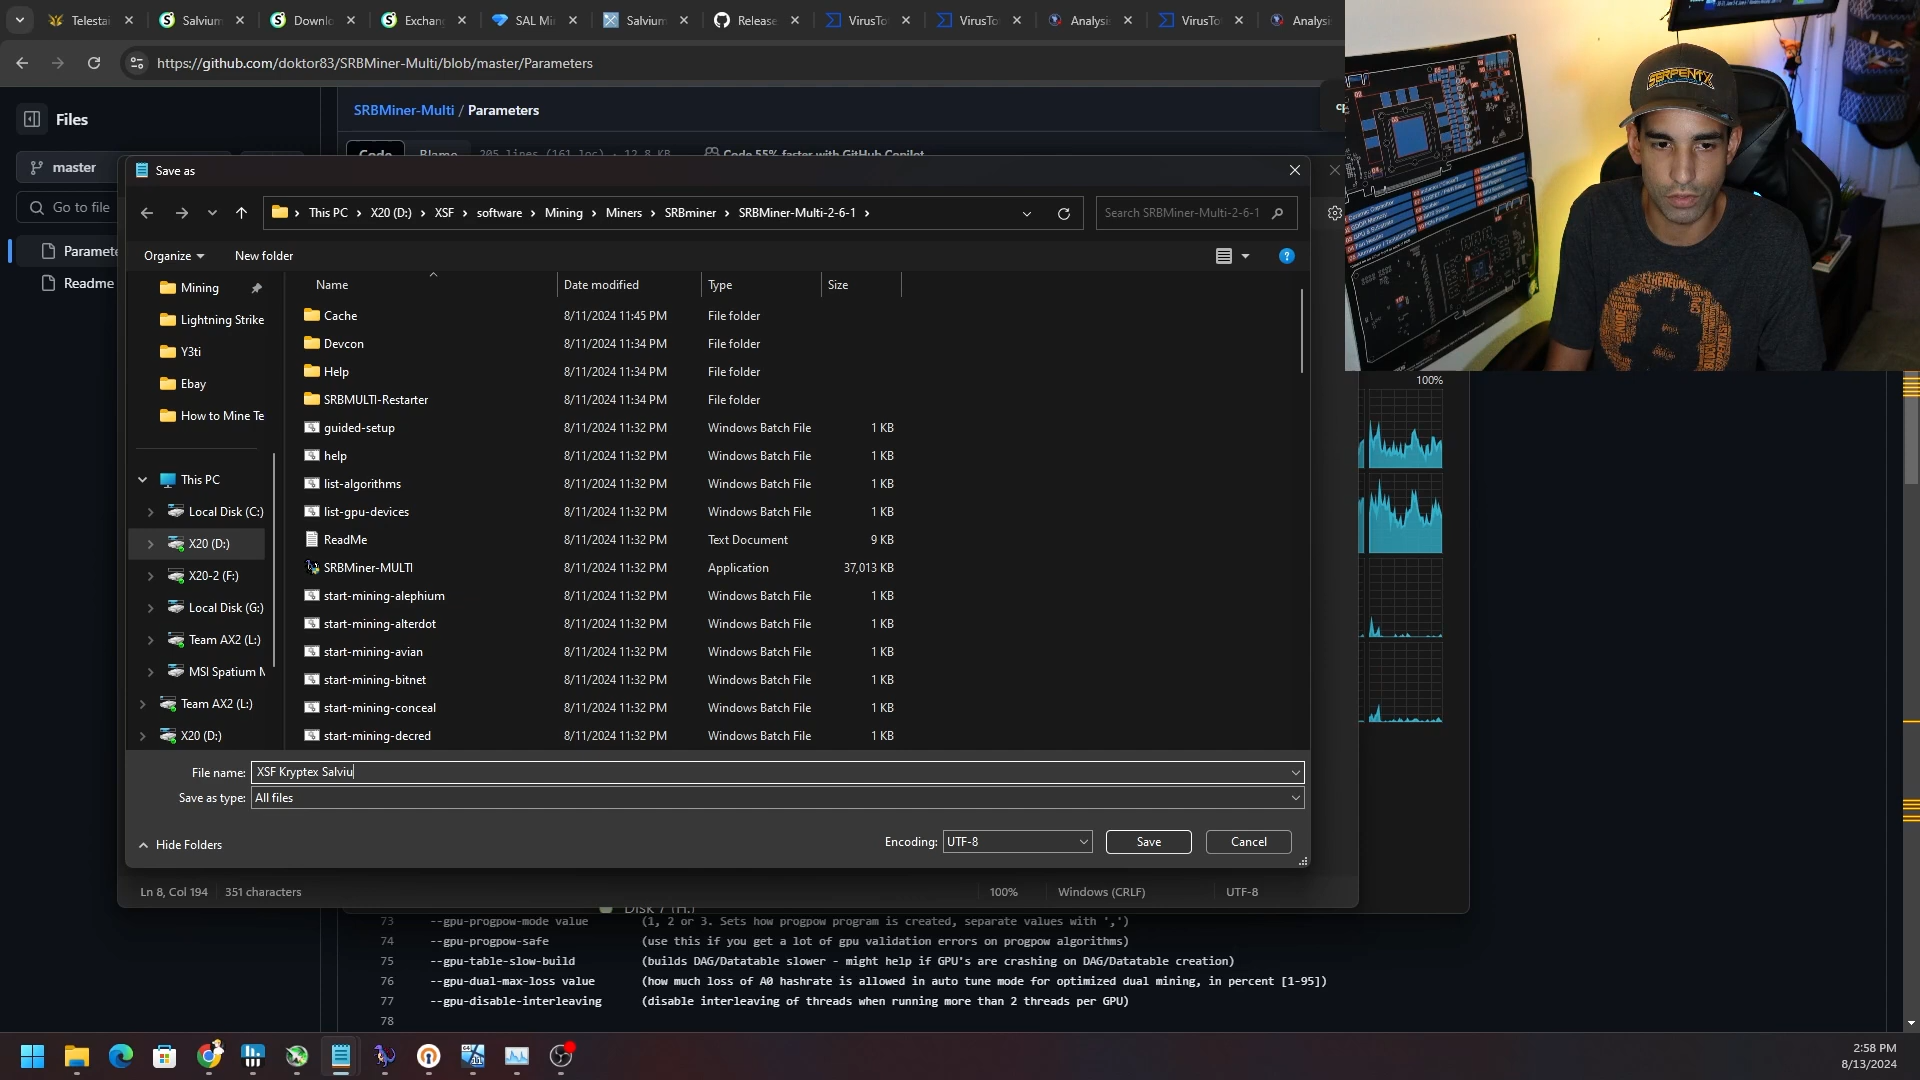 Telestai
Salvium
Downl
Exchan
SAL Mi
Salvium
Release
VirusTo
VirusTo
Analysis
VirusTo
Analysi
https://github.com/doktor83/SRBMiner-Multi/blob/master/Parameters
Files
SRBMiner-Multi / Parameters
master
Code
Blame
205 lines (161 loc) · 12.8 KB
Code 55% faster with GitHub Copilot
Go to file
Paramete
Readme
Save as
This PC > X20 (D:) > XSF > software > Mining > Miners > SRBminer > SRBMiner-Multi-2-6-1 >
Search SRBMiner-Multi-2-6-1
Organize
New folder
Mining
Lightning Strike
Y3ti
Ebay
How to Mine Te
This PC
Local Disk (C:)
X20 (D:)
X20-2 (F:)
Local Disk (G:)
Team AX2 (L:)
MSI Spatium M
Team AX2 (L:)
X20 (D:)
Name Date modified Type Size
Cache 8/11/2024 11:45 PM File folder
Devcon 8/11/2024 11:34 PM File folder
Help 8/11/2024 11:34 PM File folder
SRBMULTI-Restarter 8/11/2024 11:34 PM File folder
guided-setup 8/11/2024 11:32 PM Windows Batch File 1 KB
help 8/11/2024 11:32 PM Windows Batch File 1 KB
list-algorithms 8/11/2024 11:32 PM Windows Batch File 1 KB
list-gpu-devices 8/11/2024 11:32 PM Windows Batch File 1 KB
ReadMe 8/11/2024 11:32 PM Text Document 9 KB
SRBMiner-MULTI 8/11/2024 11:32 PM Application 37,013 KB
start-mining-alephium 8/11/2024 11:32 PM Windows Batch File 1 KB
start-mining-alterdot 8/11/2024 11:32 PM Windows Batch File 1 KB
start-mining-avian 8/11/2024 11:32 PM Windows Batch File 1 KB
start-mining-bitnet 8/11/2024 11:32 PM Windows Batch File 1 KB
start-mining-conceal 8/11/2024 11:32 PM Windows Batch File 1 KB
start-mining-decred 8/11/2024 11:32 PM Windows Batch File 1 KB
File name: XSF Kryptex Salviu
Save as type: All files
Hide Folders
Encoding: UTF-8
Save
Cancel
Ln 8, Col 194
351 characters
100%
Windows (CRLF)
UTF-8
100%
SERPENTX
ETHEREUM
73 --gpu-progpow-mode value (1, 2 or 3. Sets how progpow program is created, separate values with ',')
74 --gpu-progpow-safe (use this if you get a lot of gpu validation errors on progpow algorithms)
75 --gpu-table-slow-build (builds DAG/Datatable slower - might help if GPU's are crashing on DAG/Datatable creation)
76 --gpu-dual-max-loss value (how much loss of A0 hashrate is allowed in auto tune mode for optimized dual mining, in percent [1-95])
77 --gpu-disable-interleaving (disable interleaving of threads when running more than 2 threads per GPU)
78
2:58 PM
8/13/2024